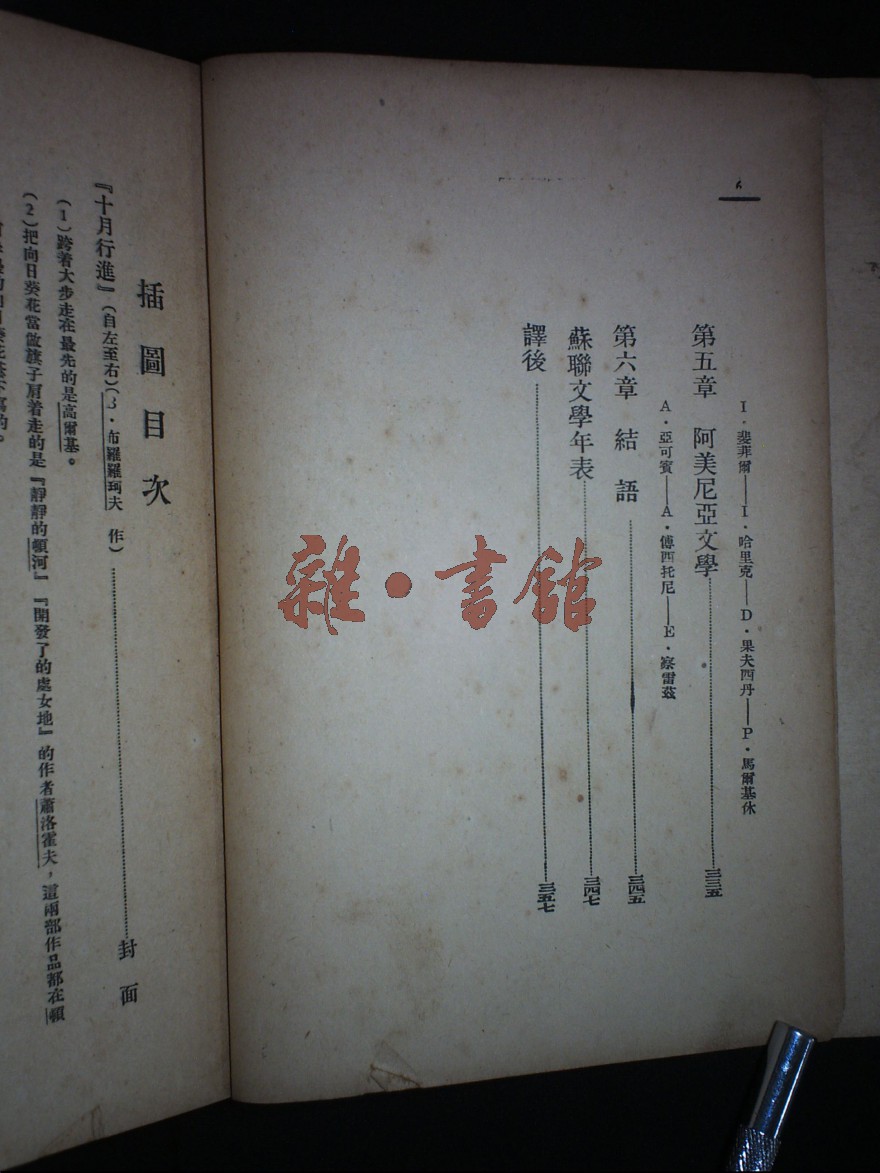 6
I・斐菲爾——I・哈里克——D・果夫西丹——P・馬爾基休
第五章 阿美尼亞文學……三三五
A・亞可賓——A・傅西托尼——E・察雷茲
第六章 結語……三四五
蘇聯文學年表……三四七
譯後……三五七
雜・書館
插圖目次
『十月行進』(自左至右)(B・布羅羅珂夫 作)……封面
(1)跨着大步走在最先的是高爾基。
(2)把向日葵花當做旗子肩着走的是『靜靜的頓河』『開發了的處女地』的作者蕭洛霍夫,這兩部作品都在頓